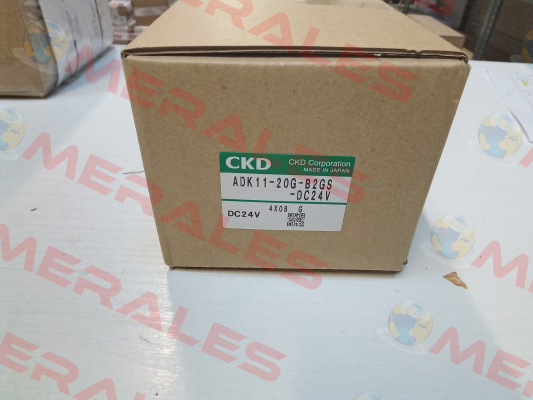 CKD
CKD Corporation
MADE IN JAPAN
ADK11-20G-B2GS
-DC24V
4X08 G
DC24V
MERALES
MERALES
MERALES
MERALES